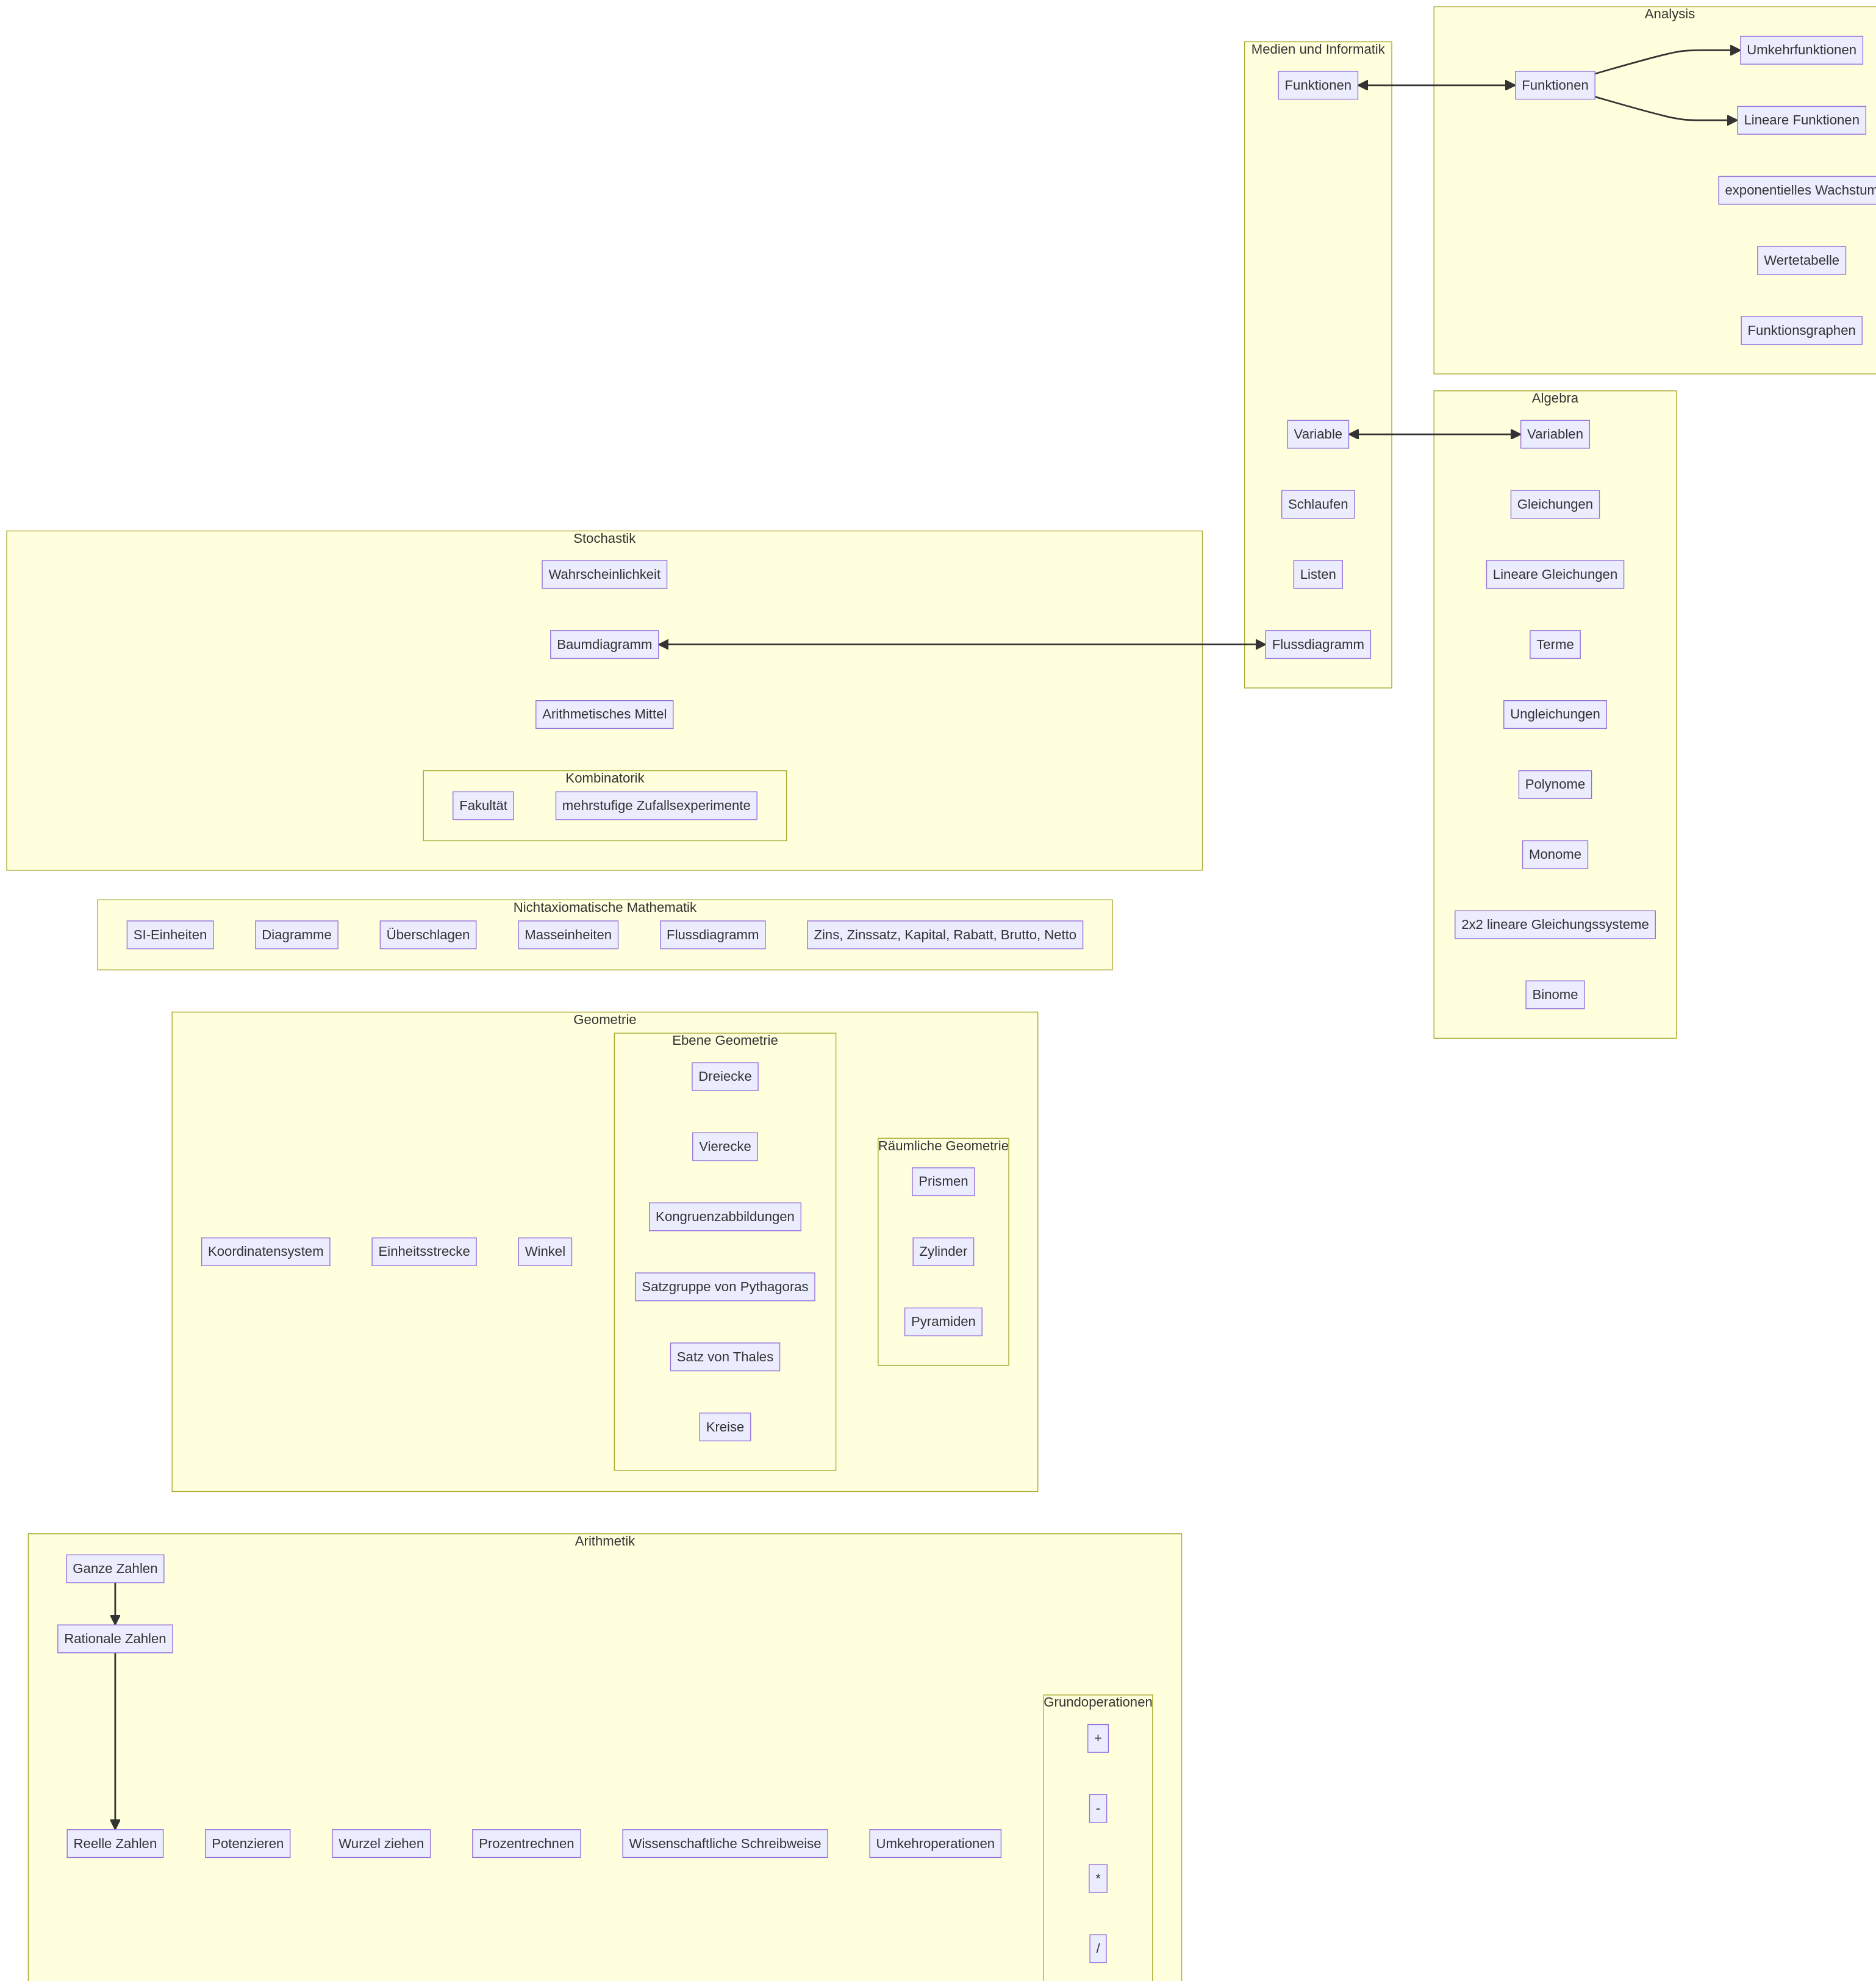 Analysis
Umkehrfunktionen
Funktionen
Lineare Funktionen
exponentielles Wachstum
Wertetabelle
Funktionsgraphen
Medien und Informatik
Funktionen
Variable
Schlaufen
Listen
Flussdiagramm
Algebra
Variablen
Gleichungen
Lineare Gleichungen
Terme
Ungleichungen
Polynome
Monome
2x2 lineare Gleichungssysteme
Binome
Stochastik
Wahrscheinlichkeit
Baumdiagramm
Arithmetisches Mittel
Kombinatorik
Fakultät
mehrstufige Zufallsexperimente
Nichtaxiomatische Mathematik
SI-Einheiten
Diagramme
Überschlagen
Masseinheiten
Flussdiagramm
Zins, Zinssatz, Kapital, Rabatt, Brutto, Netto
Geometrie
Koordinatensystem
Einheitsstrecke
Winkel
Ebene Geometrie
Dreiecke
Vierecke
Kongruenzabbildungen
Satzgruppe von Pythagoras
Satz von Thales
Kreise
Räumliche Geometrie
Prismen
Zylinder
Pyramiden
Arithmetik
Ganze Zahlen
Rationale Zahlen
Reelle Zahlen
Potenzieren
Wurzel ziehen
Prozentrechnen
Wissenschaftliche Schreibweise
Umkehroperationen
Grundoperationen
+
-
*
/